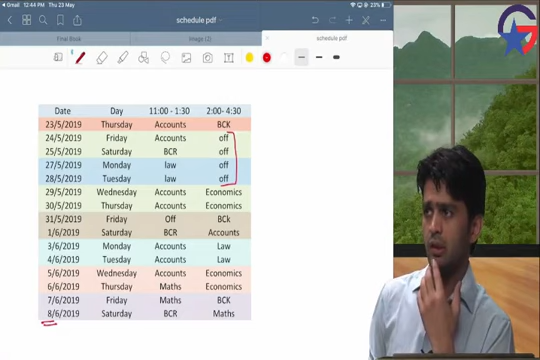 Gmail 12:44 PM Thu 23 May 23%
schedule pdf
Final Book Image (2) schedule pdf
Date Day 11:00 - 1:30 2:00- 4:30
23/5/2019 Thursday Accounts BCK
24/5/2019 Friday Accounts off
25/5/2019 Saturday BCR off
27/5/2019 Monday law off
28/5/2019 Tuesday law off
29/5/2019 Wednesday Accounts Economics
30/5/2019 Thursday Accounts Economics
31/5/2019 Friday Off BCk
1/6/2019 Saturday BCR Accounts
3/6/2019 Monday Accounts Law
4/6/2019 Tuesday Accounts Law
5/6/2019 Wednesday Accounts Economics
6/6/2019 Thursday Maths Economics
7/6/2019 Friday Maths BCK
8/6/2019 Saturday BCR Maths